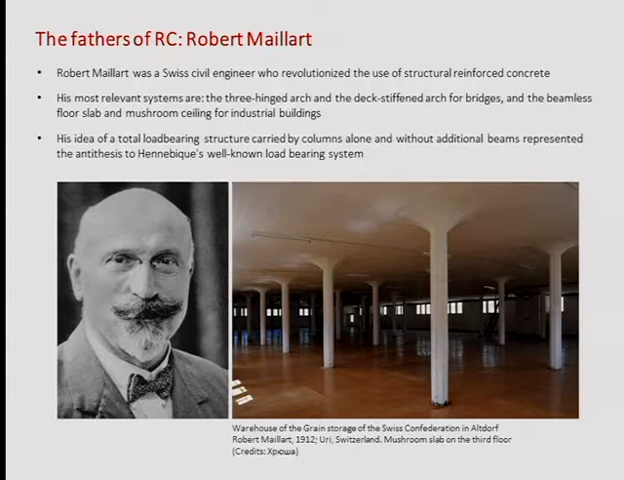 The fathers of RC: Robert Maillart
• Robert Maillart was a Swiss civil engineer who revolutionized the use of structural reinforced concrete
• His most relevant systems are: the three-hinged arch and the deck-stiffened arch for bridges, and the beamless
floor slab and mushroom ceiling for industrial buildings
• His idea of a total loadbearing structure carried by columns alone and without additional beams represented
the antithesis to Hennebique's well-known load bearing system
Warehouse of the Grain storage of the Swiss Confederation in Altdorf
Robert Maillart, 1912; Uri, Switzerland. Mushroom slab on the third floor
(Credits: Хрюша)